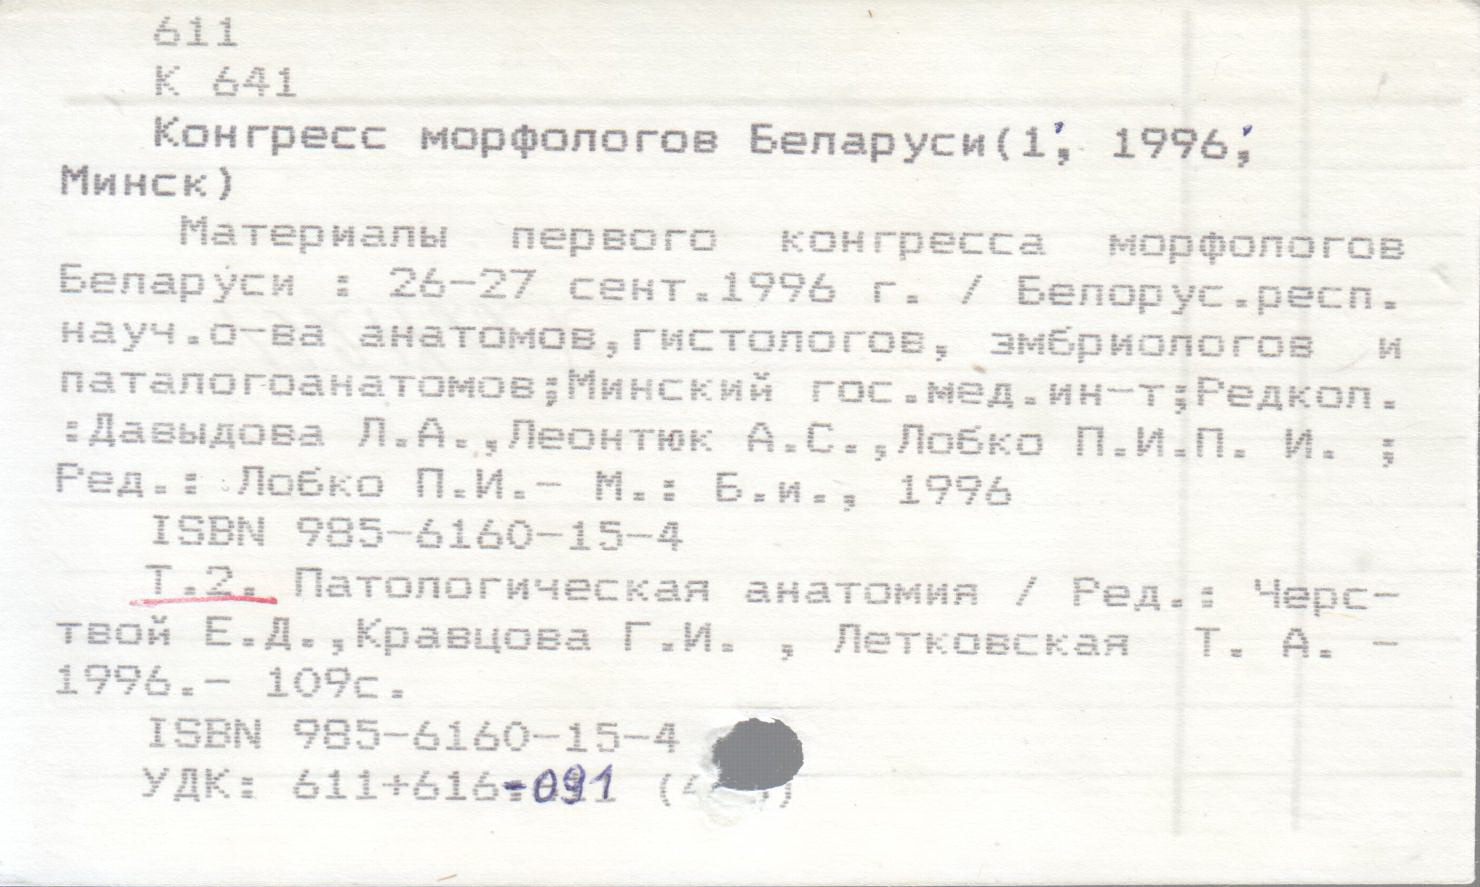 611
К 641
Конгресс морфологов Беларуси(1; 1996;
Минск)
Материалы первого конгресса морфологов
Беларуси : 26-27 сент.1996 г. / Белорус.респ.
науч.о-ва анатомов,гистологов, эмбриологов и
паталогоанатомов;Минский гос.мед.ин-т;Редкол.
:Давыдова Л.А.,Леонтюк А.С.,Лобко П.И.П. И. ;
Ред.: Лобко П.И.- М.: Б.и., 1996
ISBN 985-6160-15-4
Т.2. Патологическая анатомия / Ред.: Черс-
твой Е.Д.,Кравцова Г.И. , Летковская Т. А. -
1996.- 109с.
ISBN 985-6160-15-4
УДК: 611+616-091